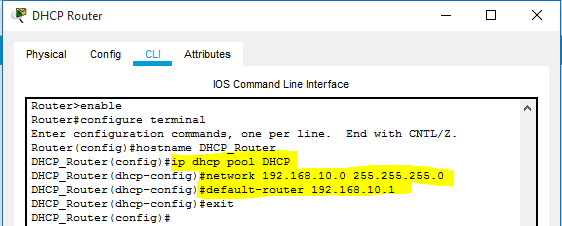 DHCP Router
Physical Config CLI Attributes
IOS Command Line Interface
Router>enable
Router#configure terminal
Enter configuration commands, one per line. End with CNTL/Z.
Router(config)#hostname DHCP_Router
DHCP_Router(config)#ip dhcp pool DHCP
DHCP_Router(dhcp-config)#network 192.168.10.0 255.255.255.0
DHCP_Router(dhcp-config)#default-router 192.168.10.1
DHCP_Router(dhcp-config)#exit
DHCP_Router(config)#